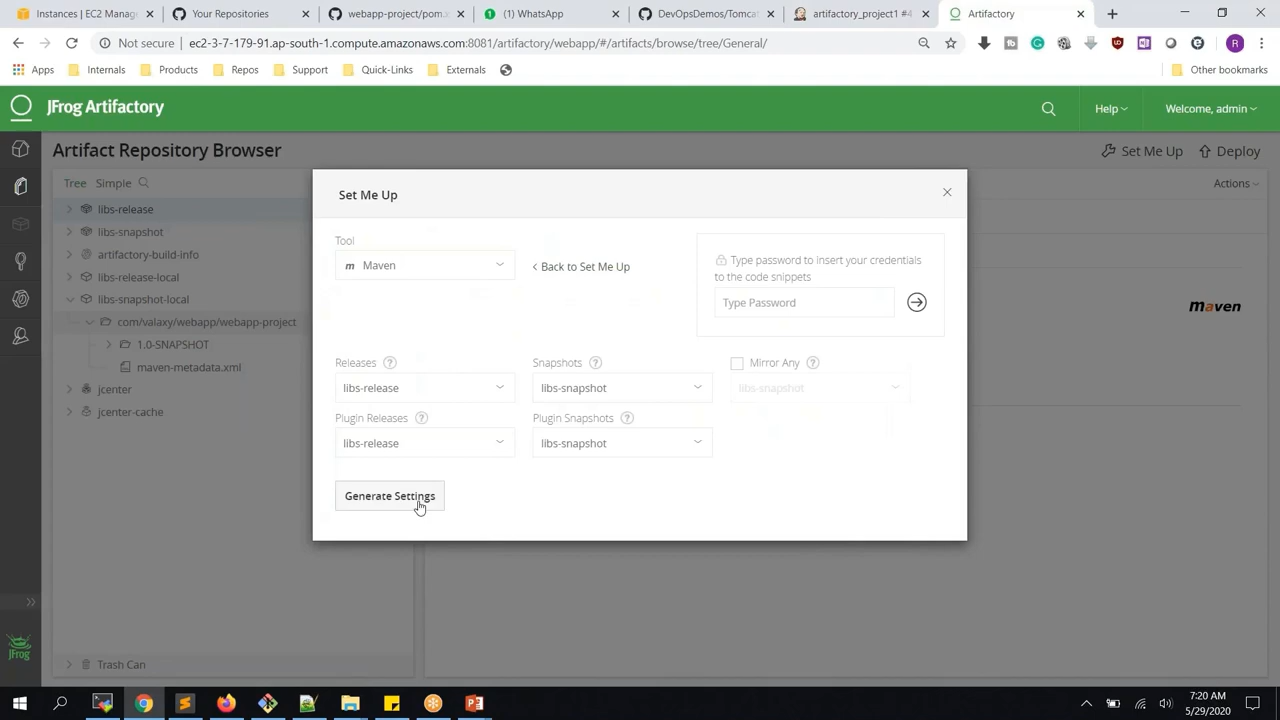 Instances | EC2 Manag
Your Repositories
webapp-project/pom.x
(1) WhatsApp
DevOpsDemo/Tomcat
artifactory_project1 #4
Artifactory
Not secure
ec2-3-7-179-91.ap-south-1.compute.amazonaws.com:8081/artifactory/webapp/#/artifacts/browse/tree/General/
R
Apps
Internals
Products
Repos
Support
Quick-Links
Externals
Other bookmarks
JFrog Artifactory
Help
Welcome, admin
Artifact Repository Browser
Set Me Up
Deploy
Tree
Simple
Actions
libs-release
libs-snapshot
artifactory-build-info
libs-release-local
libs-snapshot-local
com/valaxy/webapp/webapp-project
1.0-SNAPSHOT
maven-metadata.xml
jcenter
jcenter-cache
Trash Can
JFrog
maven
Set Me Up
Tool
m Maven
Back to Set Me Up
Type password to insert your credentials
to the code snippets
Type Password
Releases ?
libs-release
Snapshots ?
libs-snapshot
Mirror Any ?
libs-snapshot
Plugin Releases ?
libs-release
Plugin Snapshots ?
libs-snapshot
Generate Settings
7:20 AM
5/29/2020